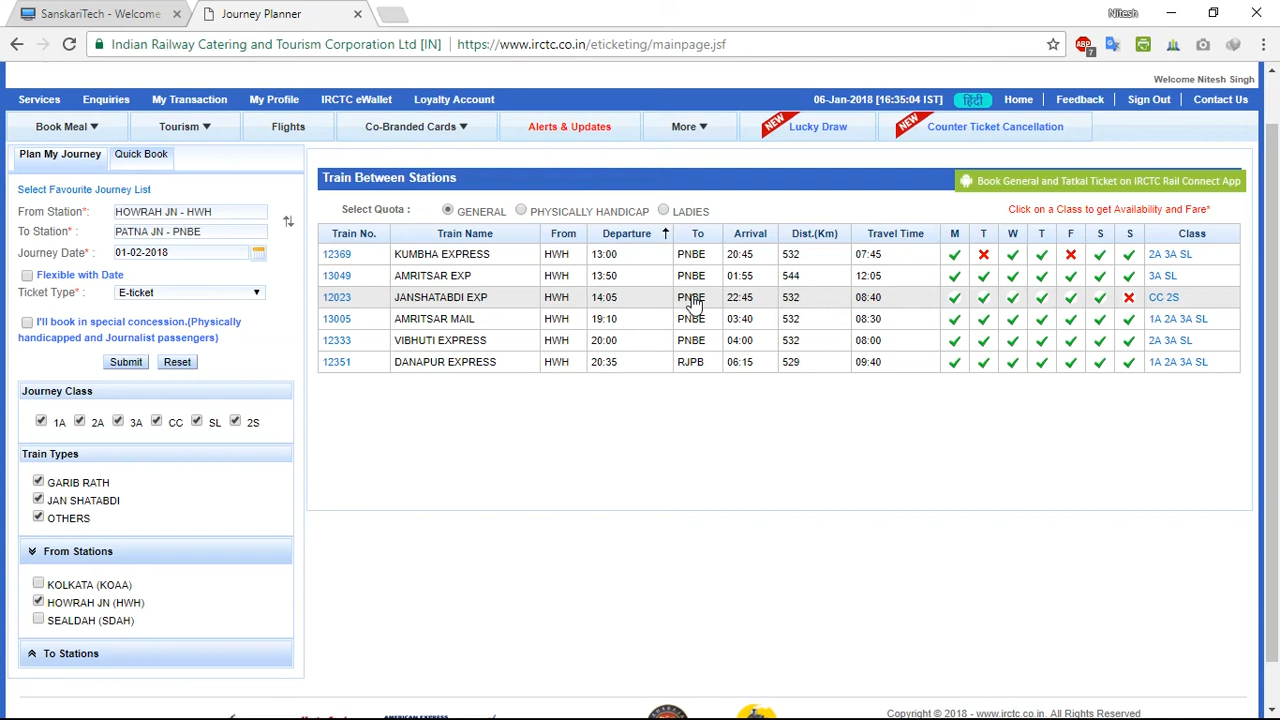 SanskariTech - Welcome
Journey Planner
Nitesh
Indian Railway Catering and Tourism Corporation Ltd [IN]
https://www.irctc.co.in/eticketing/mainpage.jsf
ABP
7
Welcome Nitesh Singh
Services Enquiries My Transaction My Profile IRCTC eWallet Loyalty Account 06-Jan-2018 [16:35:04 IST] हिंदी Home Feedback Sign Out Contact Us
Book Meal Tourism Flights Co-Branded Cards Alerts & Updates More NEW Lucky Draw NEW Counter Ticket Cancellation
Plan My Journey Quick Book
Select Favourite Journey List
From Station*: HOWRAH JN - HWH
To Station* : PATNA JN - PNBE
Journey Date* : 01-02-2018
Flexible with Date
Ticket Type* : E-ticket
I'll book in special concession.(Physically
handicapped and Journalist passengers)
Submit Reset
Journey Class
1A 2A 3A CC SL 2S
Train Types
GARIB RATH
JAN SHATABDI
OTHERS
From Stations
KOLKATA (KOAA)
HOWRAH JN (HWH)
SEALDAH (SDAH)
To Stations
Train Between Stations
Book General and Tatkal Ticket on IRCTC Rail Connect App
Select Quota : GENERAL PHYSICALLY HANDICAP LADIES
Click on a Class to get Availability and Fare*
Train No. Train Name From Departure To Arrival Dist.(Km) Travel Time M T W T F S S Class
12369 KUMBHA EXPRESS HWH 13:00 PNBE 20:45 532 07:45 2A 3A SL
13049 AMRITSAR EXP HWH 13:50 PNBE 01:55 544 12:05 3A SL
12023 JANSHATABDI EXP HWH 14:05 PNBE 22:45 532 08:40 CC 2S
13005 AMRITSAR MAIL HWH 19:10 PNBE 03:40 532 08:30 1A 2A 3A SL
12333 VIBHUTI EXPRESS HWH 20:00 PNBE 04:00 532 08:00 2A 3A SL
12351 DANAPUR EXPRESS HWH 20:35 RJPB 06:15 529 09:40 1A 2A 3A SL
AMERICAN EXPRESS
Copyright © 2018 - www.irctc.co.in. All Rights Reserved